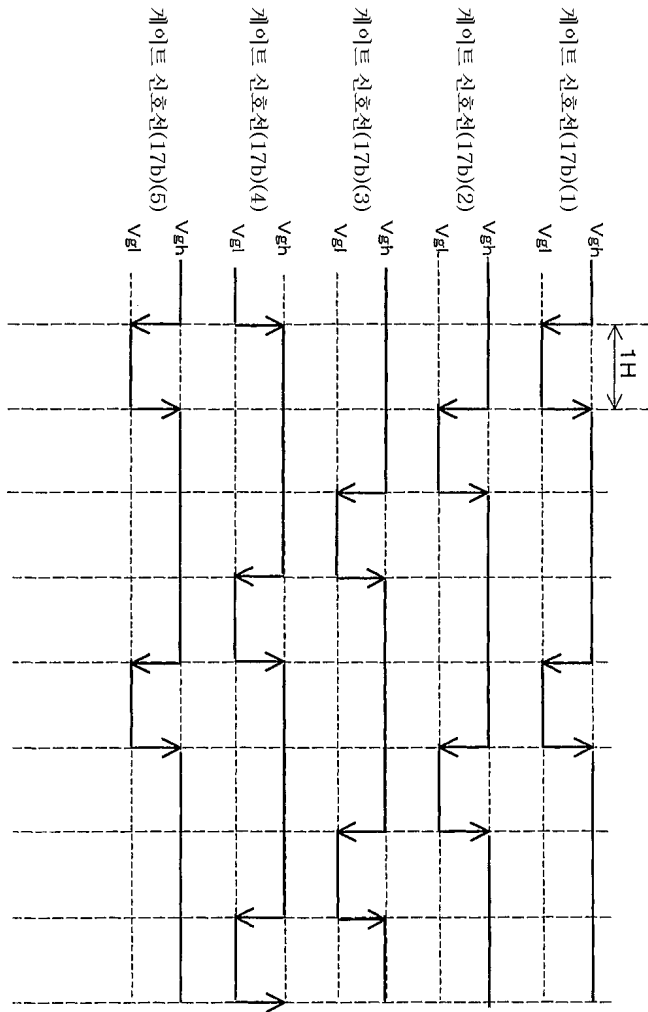 1H
게이트 신호선(17b)(1)
Vgh
Vgl
게이트 신호선(17b)(2)
Vgh
Vgl
게이트 신호선(17b)(3)
Vgh
Vgl
게이트 신호선(17b)(4)
Vgh
Vgl
게이트 신호선(17b)(5)
Vgh
Vgl